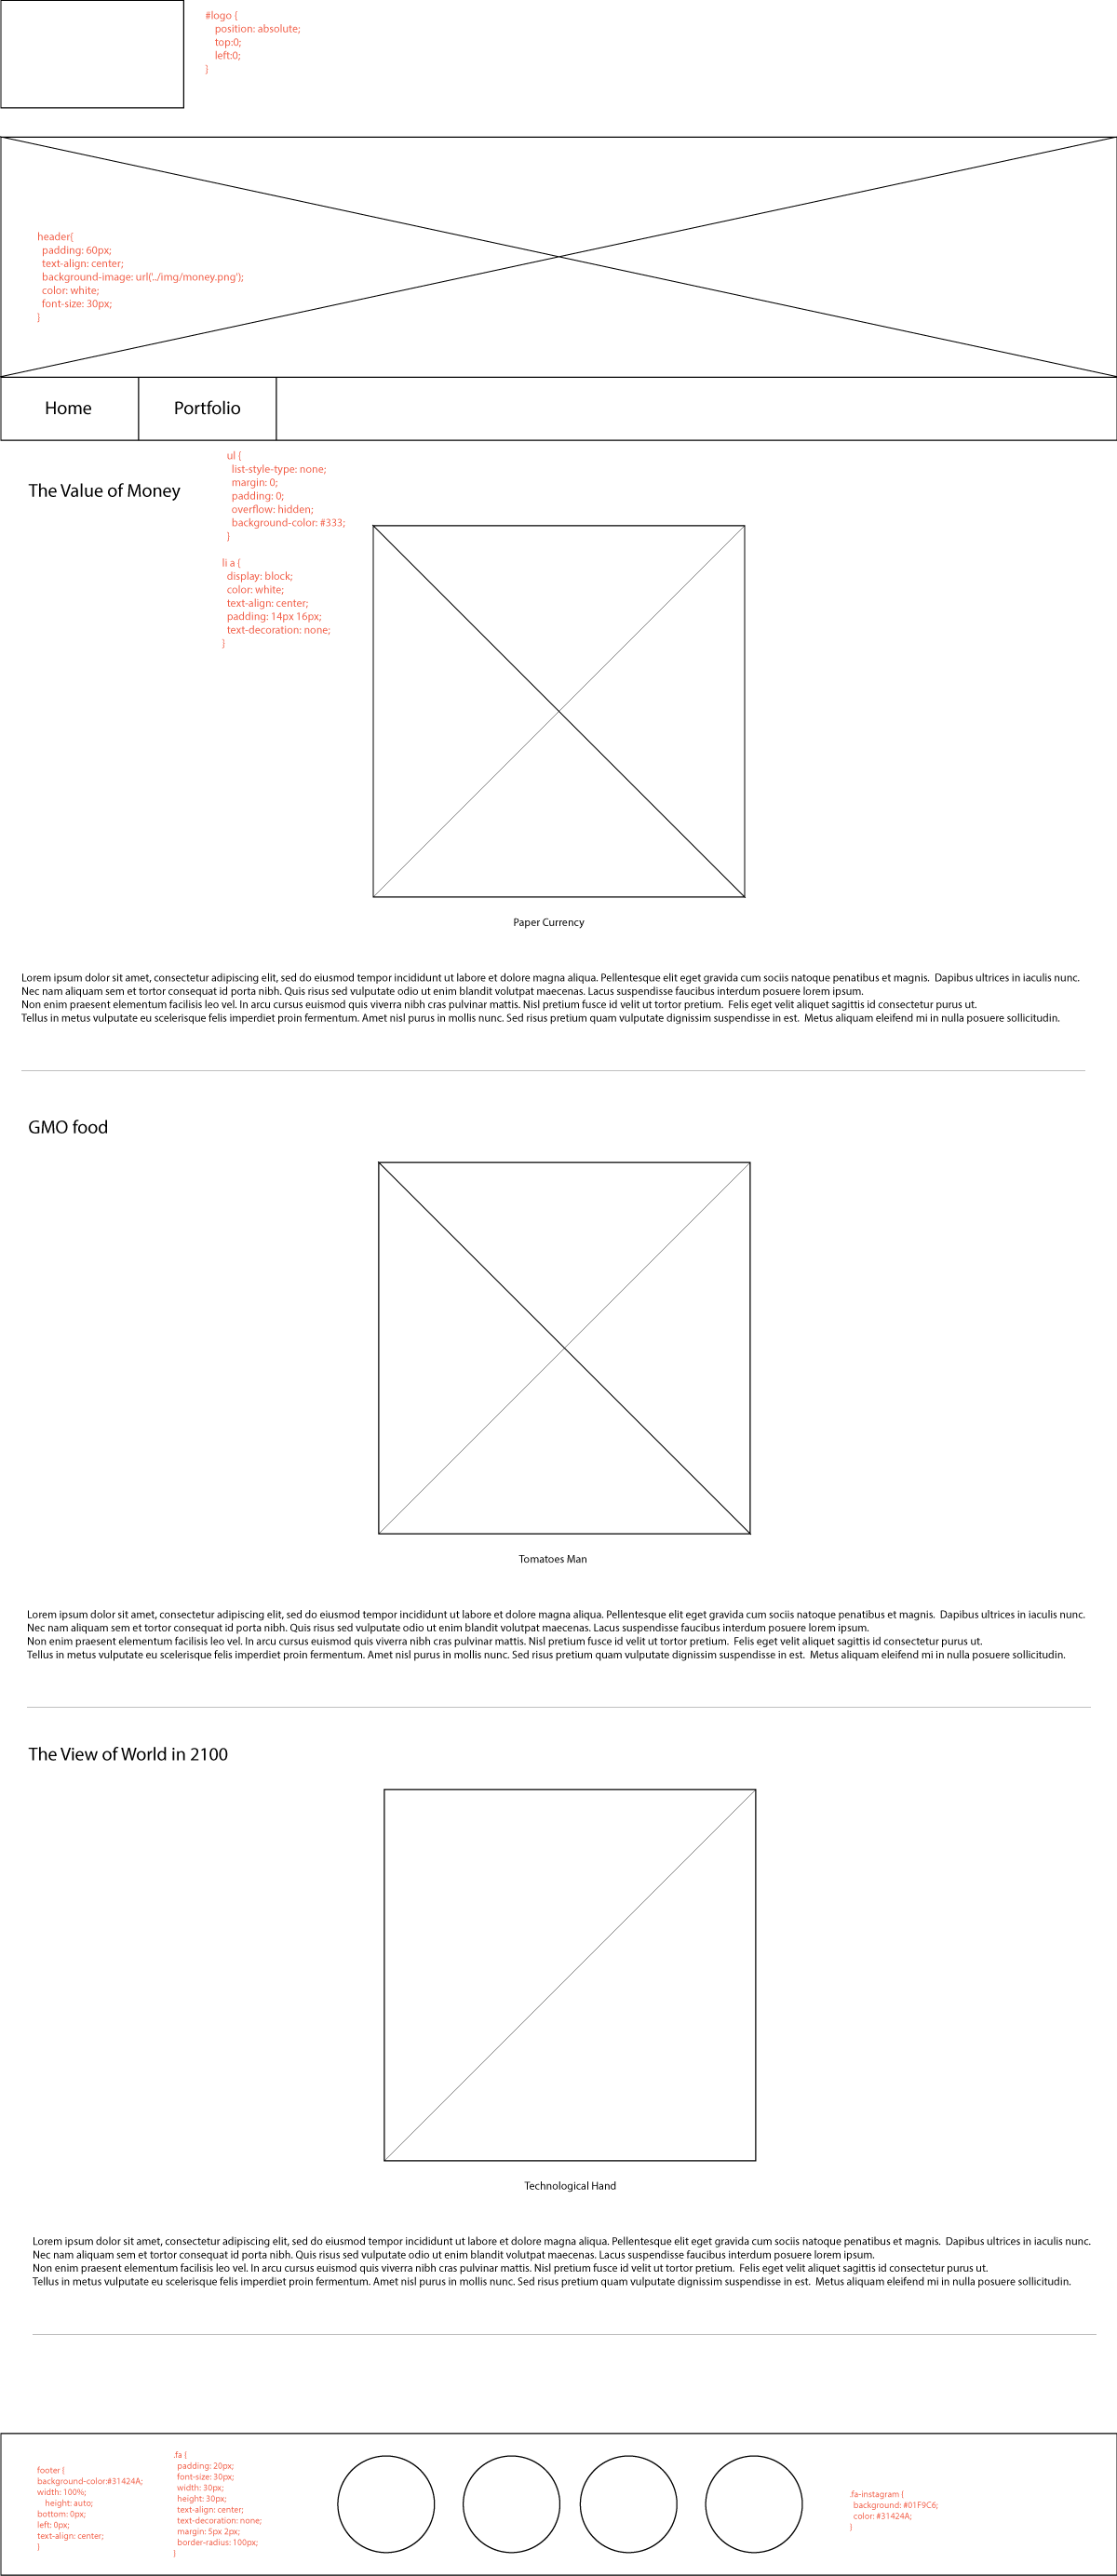 #logo {
position: absolute;
top:0;
left:0;
}
header{
padding: 60px;
text-align: center;
background-image: url('../img/money.png');
color: white;
font-size: 30px;
}
Home
Portfolio
The Value of Money
ul {
list-style-type: none;
margin: 0;
padding: 0;
overflow: hidden;
background-color: #333;
}
li a {
display: block;
color: white;
text-align: center;
padding: 14px 16px;
text-decoration: none;
}
Paper Currency
Lorem ipsum dolor sit amet, consectetur adipiscing elit, sed do eiusmod tempor incididunt ut labore et dolore magna aliqua. Pellentesque elit eget gravida cum sociis natoque penatibus et magnis.  Dapibus ultrices in iaculis nunc.
Nec nam aliquam sem et tortor consequat id porta nibh. Quis risus sed vulputate odio ut enim blandit volutpat maecenas. Lacus suspendisse faucibus interdum posuere lorem ipsum.
Non enim praesent elementum facilisis leo vel. In arcu cursus euismod quis viverra nibh cras pulvinar mattis. Nisl pretium fusce id velit ut tortor pretium.  Felis eget velit aliquet sagittis id consectetur purus ut.
Tellus in metus vulputate eu scelerisque felis imperdiet proin fermentum. Amet nisl purus in mollis nunc. Sed risus pretium quam vulputate dignissim suspendisse in est.  Metus aliquam eleifend mi in nulla posuere sollicitudin.
GMO food
Tomatoes Man
Lorem ipsum dolor sit amet, consectetur adipiscing elit, sed do eiusmod tempor incididunt ut labore et dolore magna aliqua. Pellentesque elit eget gravida cum sociis natoque penatibus et magnis.  Dapibus ultrices in iaculis nunc.
Nec nam aliquam sem et tortor consequat id porta nibh. Quis risus sed vulputate odio ut enim blandit volutpat maecenas. Lacus suspendisse faucibus interdum posuere lorem ipsum.
Non enim praesent elementum facilisis leo vel. In arcu cursus euismod quis viverra nibh cras pulvinar mattis. Nisl pretium fusce id velit ut tortor pretium.  Felis eget velit aliquet sagittis id consectetur purus ut.
Tellus in metus vulputate eu scelerisque felis imperdiet proin fermentum. Amet nisl purus in mollis nunc. Sed risus pretium quam vulputate dignissim suspendisse in est.  Metus aliquam eleifend mi in nulla posuere sollicitudin.
The View of World in 2100
Technological Hand
Lorem ipsum dolor sit amet, consectetur adipiscing elit, sed do eiusmod tempor incididunt ut labore et dolore magna aliqua. Pellentesque elit eget gravida cum sociis natoque penatibus et magnis.  Dapibus ultrices in iaculis nunc.
Nec nam aliquam sem et tortor consequat id porta nibh. Quis risus sed vulputate odio ut enim blandit volutpat maecenas. Lacus suspendisse faucibus interdum posuere lorem ipsum.
Non enim praesent elementum facilisis leo vel. In arcu cursus euismod quis viverra nibh cras pulvinar mattis. Nisl pretium fusce id velit ut tortor pretium.  Felis eget velit aliquet sagittis id consectetur purus ut.
Tellus in metus vulputate eu scelerisque felis imperdiet proin fermentum. Amet nisl purus in mollis nunc. Sed risus pretium quam vulputate dignissim suspendisse in est.  Metus aliquam eleifend mi in nulla posuere sollicitudin.
footer {
background-color:#31424A;
width: 100%;
height: auto;
bottom: 0px;
left: 0px;
text-align: center;
}
.fa {
padding: 20px;
font-size: 30px;
width: 30px;
height: 30px;
text-align: center;
text-decoration: none;
margin: 5px 2px;
border-radius: 100px;
}
.fa-instagram {
background: #01F9C6;
color: #31424A;
}